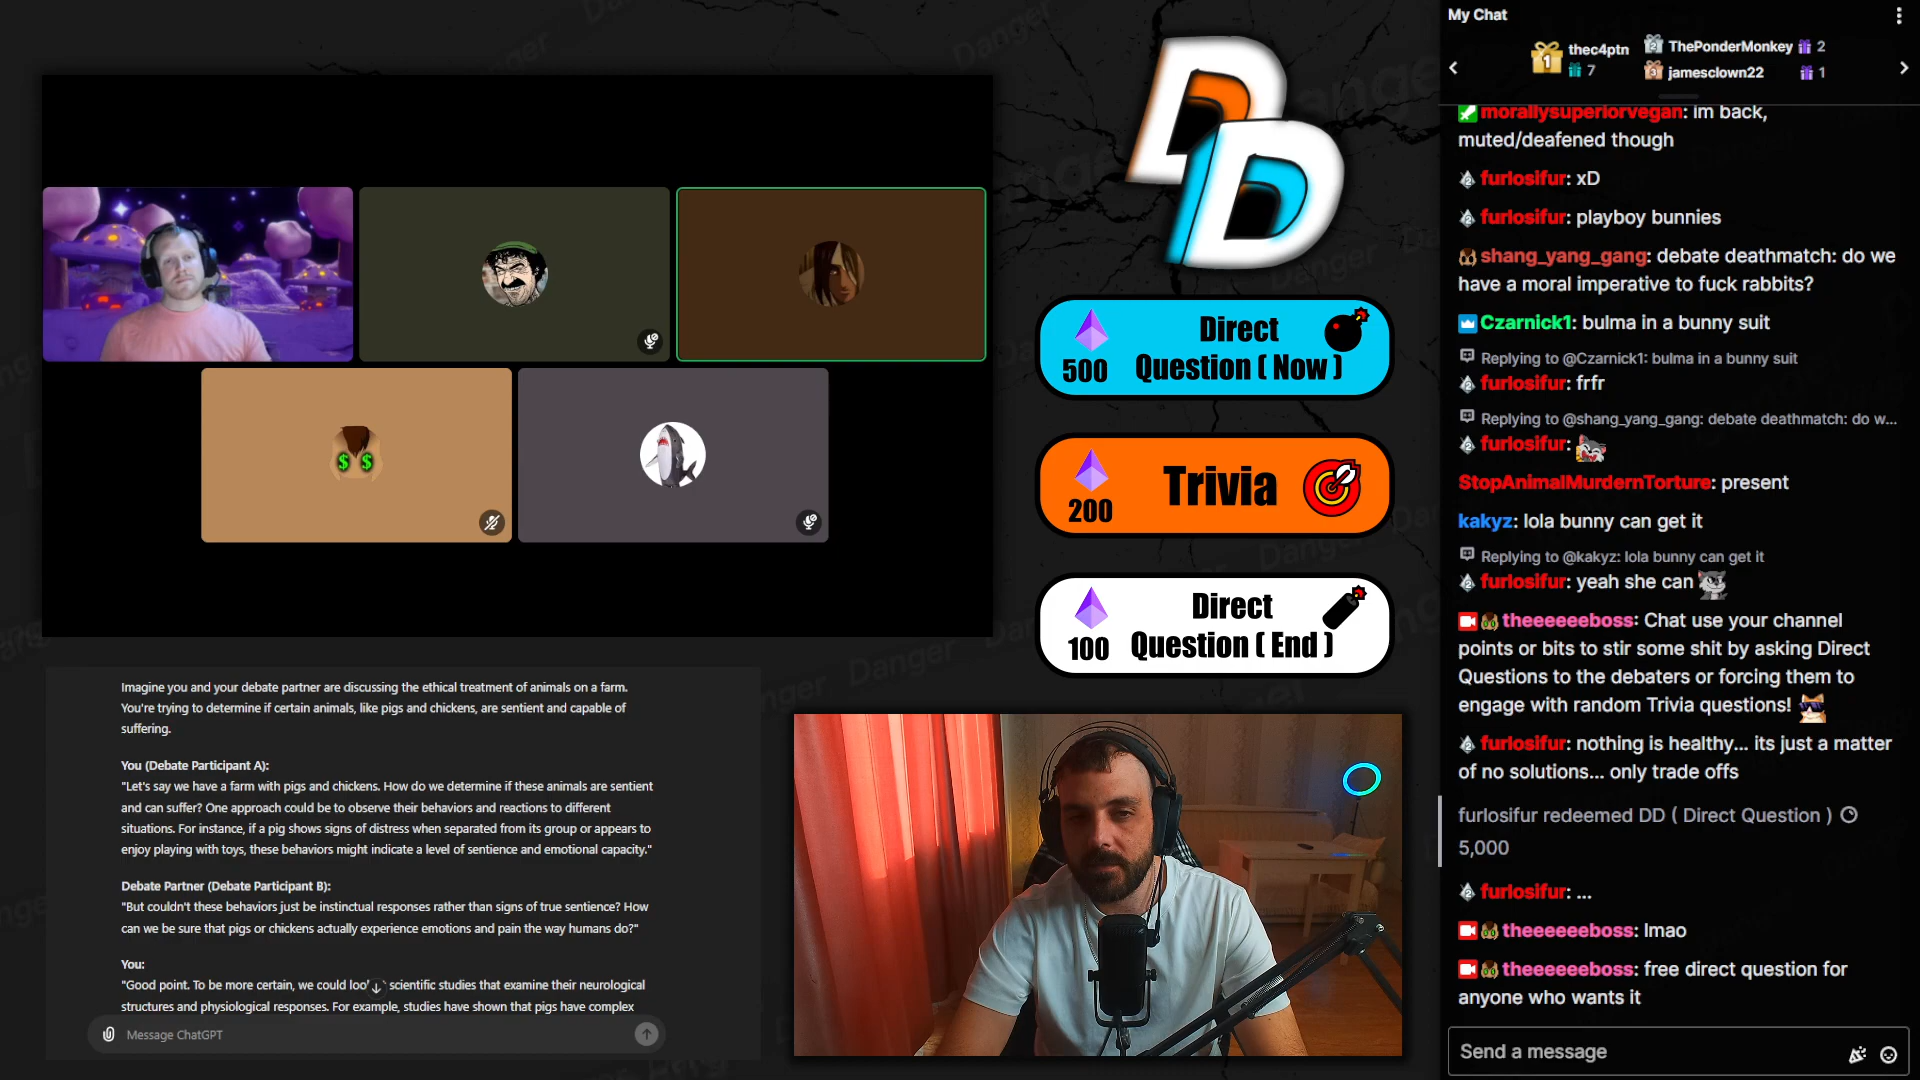 DD
500
Direct
Question ( Now )
200
Trivia
100
Direct
Question ( End )
Imagine you and your debate partner are discussing the ethical treatment of animals on a farm.
You're trying to determine if certain animals, like pigs and chickens, are sentient and capable of
suffering.
You (Debate Participant A):
"Let's say we have a farm with pigs and chickens. How do we determine if these animals are sentient
and can suffer? One approach could be to observe their behaviors and reactions to different
situations. For instance, if a pig shows signs of distress when separated from its group or appears to
enjoy playing with toys, these behaviors might indicate a level of sentience and emotional capacity."
Debate Partner (Debate Participant B):
"But couldn't these behaviors just be instinctual responses rather than signs of true sentience? How
can we be sure that pigs or chickens actually experience emotions and pain the way humans do?"
You:
"Good point. To be more certain, we could scientific studies that examine their neurological
structures and physiological responses. For example, studies have shown that pigs have complex
Message ChatGPT
My Chat
1 thec4ptn 7
2 ThePonderMonkey 2
3 jamesclown22 1
morallysuperiorvegan: im back,
muted/deafened though
furlosifur: xD
furlosifur: playboy bunnies
shang_yang_gang: debate deathmatch: do we
have a moral imperative to fuck rabbits?
Czarnick1: bulma in a bunny suit
Replying to @Czarnick1: bulma in a bunny suit
furlosifur: frfr
Replying to @shang_yang_gang: debate deathmatch: do w...
furlosifur:
StopAnimalMurdernTorture: present
kakyz: lola bunny can get it
Replying to @kakyz: lola bunny can get it
furlosifur: yeah she can
theeeeeeboss: Chat use your channel
points or bits to stir some shit by asking Direct
Questions to the debaters or forcing them to
engage with random Trivia questions!
furlosifur: nothing is healthy... its just a matter
of no solutions... only trade offs
furlosifur redeemed DD ( Direct Question )
5,000
furlosifur: ...
theeeeeeboss: lmao
theeeeeeboss: free direct question for
anyone who wants it
Send a message